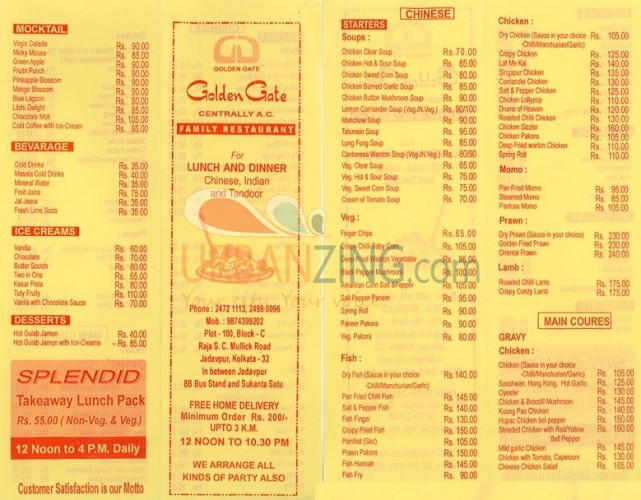 MOCKTAIL
Virgin Calada Rs. 90.00
Micky Mouse Rs. 85.00
Green Apple Rs. 90.00
Fruitn Punch Rs. 90.00
Pineapple Blossom Rs. 90.00
Mango Blossom Rs. 90.00
Blue Lagoon Rs. 80.00
Litchi Delight Rs. 85.00
Chocolate Mok Rs. 105.00
Cold Coffee with Ice-Cream Rs. 95.00
BEVARAGE
Cold Drinks Rs. 35.00
Masala Cold Drinks Rs. 40.00
Mineral Water Rs. 35.00
Fruit Juice Rs. 75.00
Jal Jeera Rs. 35.00
Fresh Lime Soda Rs. 35.00
ICE CREAMS
Vanilla Rs. 60.00
Chocolate Rs. 70.00
Butter Scotch Rs. 80.00
Two in One Rs. 65.00
Kesar Pista Rs. 80.00
Tuty Fruity Rs. 110.00
Vanilla with Chocolate Sauce Rs. 70.00
DESSERTS
Hot Gulab Jamun Rs. 40.00
Hot Gulab Jamun with Ice-Creame - Rs. 85.00
SPLENDID
Takeaway Lunch Pack
Rs. 55.00 ( Non-Veg. & Veg.)
12 Noon to 4 P.M. Daily
Customer Satisfaction is our Motto
GOLDEN GATE
Golden Gate
CENTRALLY A.C.
FAMILY RESTAURANT
For
LUNCH AND DINNER
Chinese, Indian
and Tandoor
URBANZING.com
Your city Your voice
Phone : 2472 1113, 2499 0096
Mob. : 9874399202
Plot - 100, Block - C
Raja S. C. Mullick Road
Jadavpur, Kolkata - 32
In between Jadavpur
8B Bus Stand and Sukanta Setu
FREE HOME DELIVERY
Minimum Order Rs. 200/-
UPTO 3 K.M.
12 NOON TO 10.30 PM
WE ARRANGE ALL
KINDS OF PARTY ALSO
CHINESE
STARTERS
Soups :
Chicken Clear Soup Rs.70.00
Chicken Hot & Sour Soup Rs. 85.00
Chicken Sweet Corn Soup Rs. 80.00
Chicken Burned Garlic Soup Rs. 85.00
Chicken Button Mushroom Soup Rs. 90.00
Lemon Corriander Soup (Veg./N.Veg.) Rs. 90/100
Manchow Soup Rs. 90.00
Talumein Soup Rs. 90.00
Lung Fung Soup Rs. 85.00
Cantonese Wanton Soup (Veg./N.Veg.) Rs. 80/90
Veg. Clear Soup Rs. 65.00
Veg. Hot & Sour Soup Rs. 75.00
Veg. Sweet Corn Soup Rs. 75.00
Cream of Tomato Soup Rs. 70.00
Veg.:
Finger Chips Rs. 65.00
Crispy Chilli Baby Corn Rs. 105.00
Deep Fried Wanton Vegetable Rs. 95.00
Black Pepper Mushroom Rs. 100.00
American Corn Salt &Pepper Rs. 105.00
Salt Pepper Paneer Rs. 95.00
Spring Roll Rs. 90.00
Paneer Pakora Rs. 90.00
Veg. Pakora Rs. 80.00
Fish :
Dry Fish (Sauce in your choice Rs. 140.00
-Chilli/Manchurian/Garlic)
Pan Fried Chilli Fish Rs. 145.00
Salt & Pepper Fish Rs. 140.00
Fish Finger Rs. 130.00
Crispy Fried Fish Rs. 150.00
Pomfret (Sez) Rs. 105.00
Prawn Pakora Rs. 150.00
Fish Hunnan Rs. 145.00
Fish Fry Rs. 90.00
Chicken :
Dry Chicken (Sauce in your choice Rs. 105.00
-Chilli/Manchurian/Garlic)
Crispy Chicken Rs. 125.00
Lat Me Kai Rs. 140.00
Singapur Chicken Rs. 135.00
Corriander Chicken Rs. 130.00
Salt & Pepper Chicken Rs. 125.00
Chicken Lollypop Rs. 110.00
Drums of Heaven Rs. 120.00
Roasted Chilli Chicken Rs. 130.00
Chicken Sizzler Rs. 160.00
Chicken Pakora Rs. 105.00
Deep Fried wanton Chicken Rs. 110.00
Spring Roll Rs. 110.00
Momo :
Pan Fried Momo Rs. 95.00
Steamed Momo Rs. 85.00
Panitoss Momo Rs. 105.00
Prawn :
Dry Prawn (Sauce in your choice) Rs. 230.00
Golden Fried Prawn Rs. 230.00
Oriental Prawn Rs. 240.00
Lamb :
Roasted Chilli Lamb Rs. 175.00
Crispy Conzy Lamb Rs. 175.00
MAIN COURES
GRAVY
Chicken :
Chicken (Sauce in your choice Rs. 105.00
-Chilli/Manchurian/Garlic)
Szechwan, Hong Kong, Hot Garlic Rs. 125.00
Oyester Rs. 130.00
Chicken & Brocolli Mushroom Rs. 145.00
Kuong Pao Chicken Rs. 140.00
Hupac Chicken bel pepper Rs. 150.00
Shreded Chicken with Red/Yellow Rs. 160.00
Bell Pepper
Mild garlic Chicken Rs. 145.00
Chicken & Tomato, Capsicum Rs. 130.00
Chinese Chicken Salad Rs. 165.00